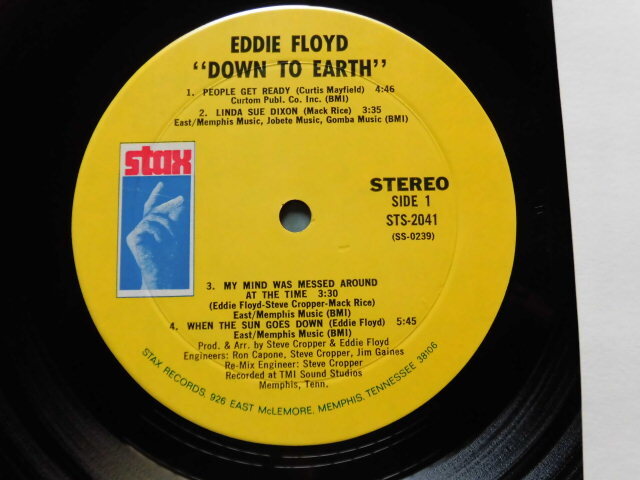 EDDIE FLOYD
"DOWN TO EARTH"
1. PEOPLE GET READY (Curtis Mayfield) 4:46
Curtom Publ. Co. Inc. (BMI)
2. LINDA SUE DIXON (Mack Rice) 3:35
East/Memphis Music, Jobete Music, Gomba Music (BMI)
stax
STEREO
SIDE 1
STS-2041
(SS-0239)
3. MY MIND WAS MESSED AROUND
AT THE TIME 3:30
(Eddie Floyd-Steve Cropper-Mack Rice)
East/Memphis Music (BMI)
4. WHEN THE SUN GOES DOWN (Eddie Floyd) 5:45
East/Memphis Music (BMI)
Prod. & Arr. by Steve Cropper & Eddie Floyd
Engineers: Ron Capone, Steve Cropper, Jim Gaines
Re-Mix Engineer: Steve Cropper
Recorded at TMI Sound Studios
Memphis, Tenn.
STAX RECORDS, 926 EAST McLEMORE, MEMPHIS, TENNESSEE 38106